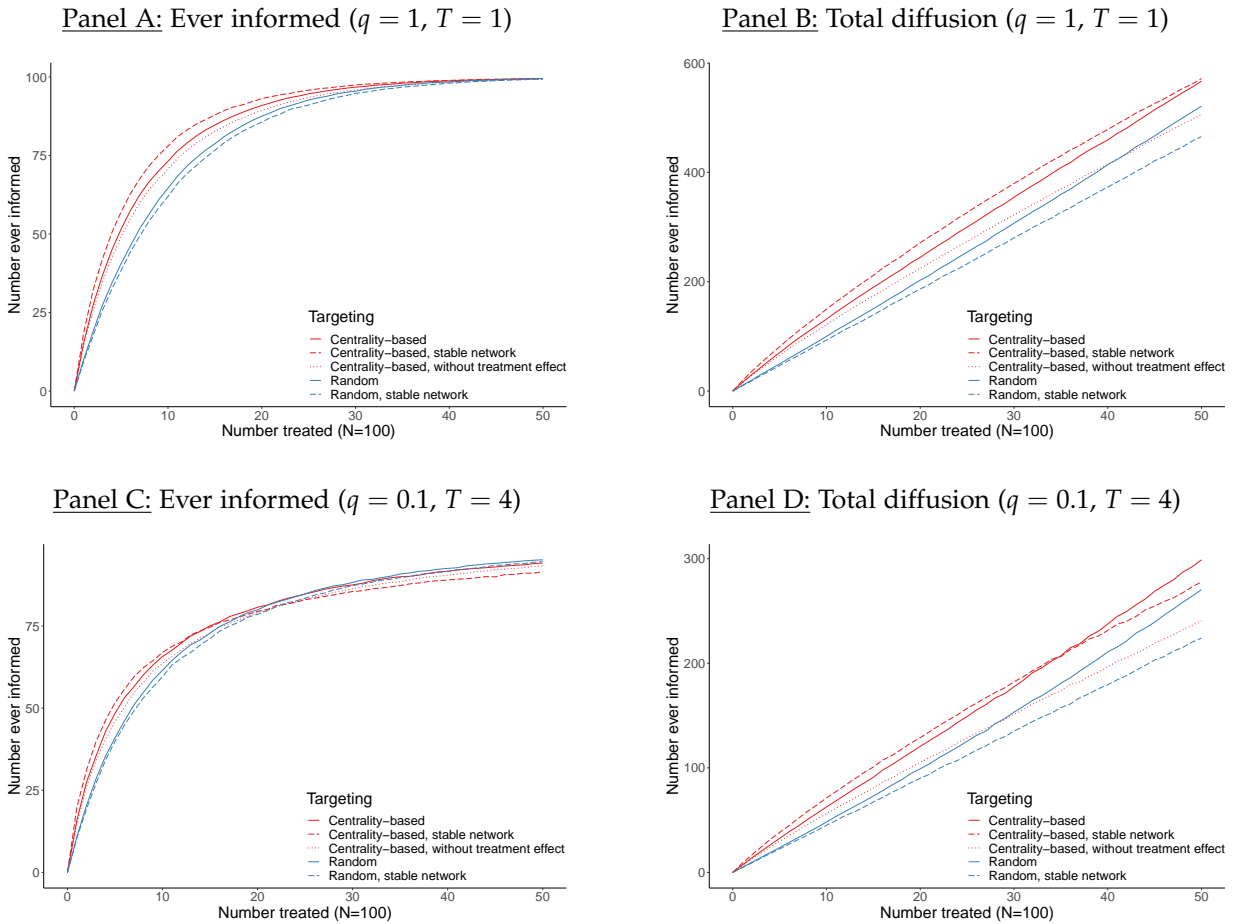 Panel A: Ever informed (q = 1, T = 1)
Number ever informed
100
75
50
25
0
Targeting
Centrality−based
Centrality−based, stable network
Centrality−based, without treatment effect
Random
Random, stable network
0 10 20 30 40 50
Number treated (N=100)
Panel B: Total diffusion (q = 1, T = 1)
Number ever informed
600
400
200
0
Targeting
Centrality−based
Centrality−based, stable network
Centrality−based, without treatment effect
Random
Random, stable network
0 10 20 30 40 50
Number treated (N=100)
Panel C: Ever informed (q = 0.1, T = 4)
Number ever informed
75
50
25
0
Targeting
Centrality−based
Centrality−based, stable network
Centrality−based, without treatment effect
Random
Random, stable network
0 10 20 30 40 50
Number treated (N=100)
Panel D: Total diffusion (q = 0.1, T = 4)
Number ever informed
300
200
100
0
Targeting
Centrality−based
Centrality−based, stable network
Centrality−based, without treatment effect
Random
Random, stable network
0 10 20 30 40 50
Number treated (N=100)